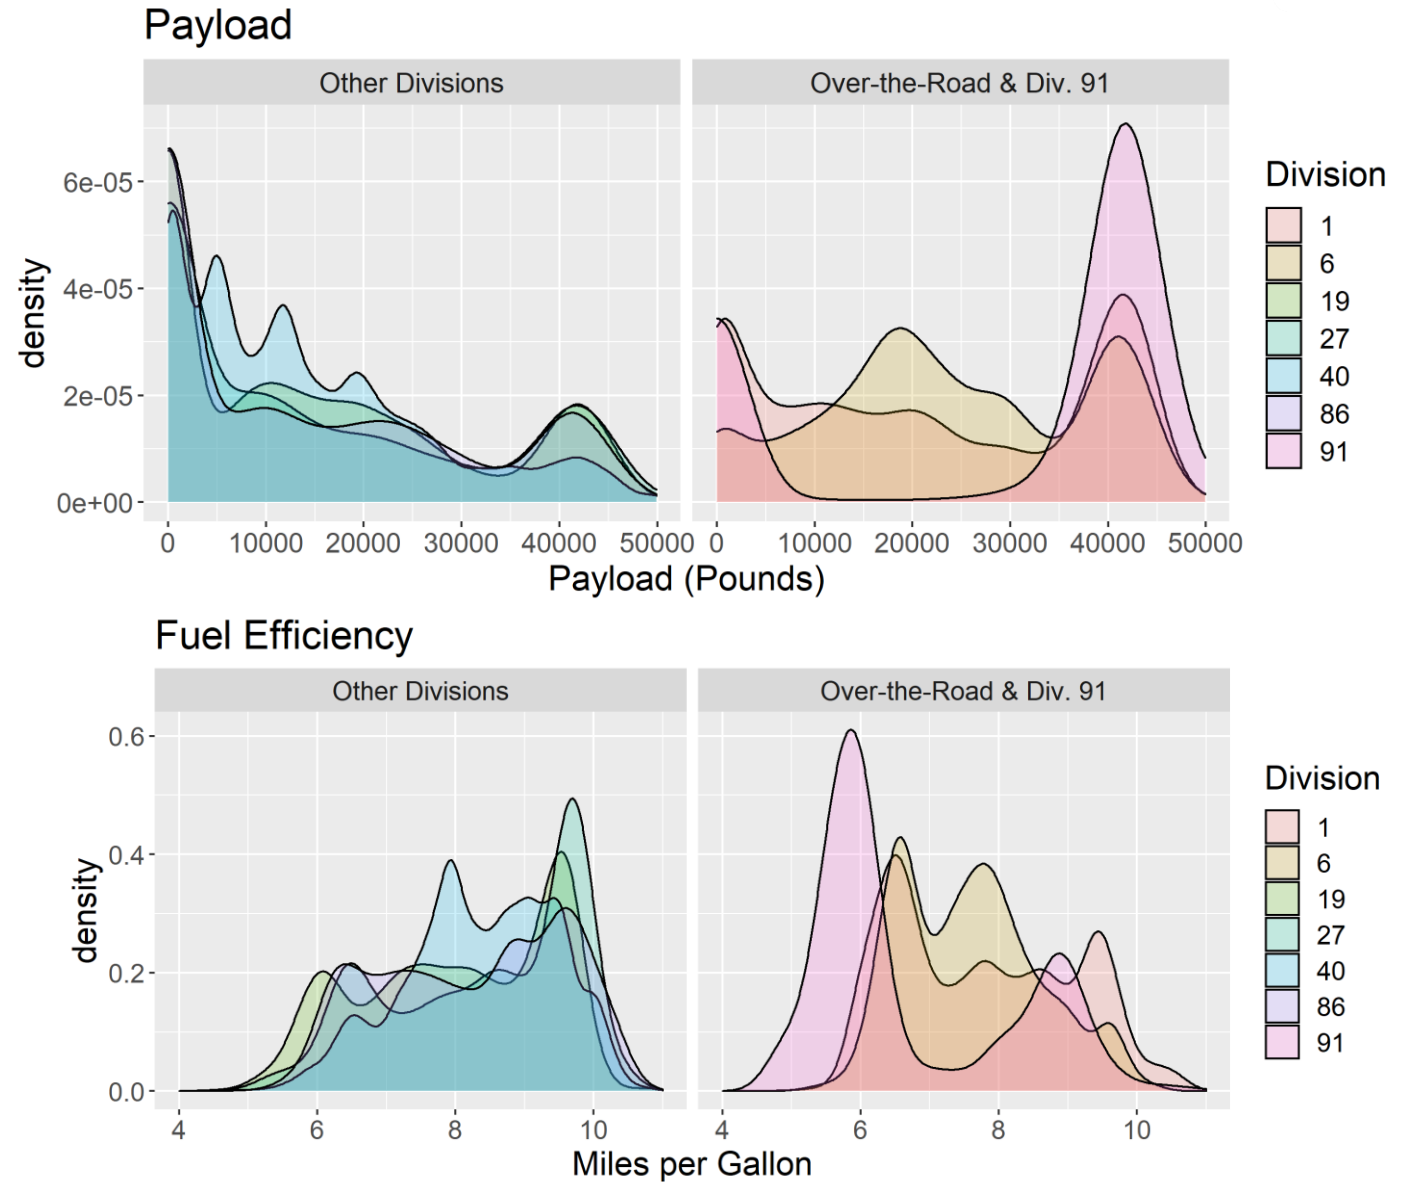 Payload
Other Divisions
Over-the-Road & Div. 91
density
6e-05
4e-05
2e-05
0e+00
0 10000 20000 30000 40000 50000
0 10000 20000 30000 40000 50000
Payload (Pounds)
Division
1
6
19
27
40
86
91
Fuel Efficiency
Other Divisions
Over-the-Road & Div. 91
density
0.6
0.4
0.2
0.0
4 6 8 10
4 6 8 10
Miles per Gallon
Division
1
6
19
27
40
86
91